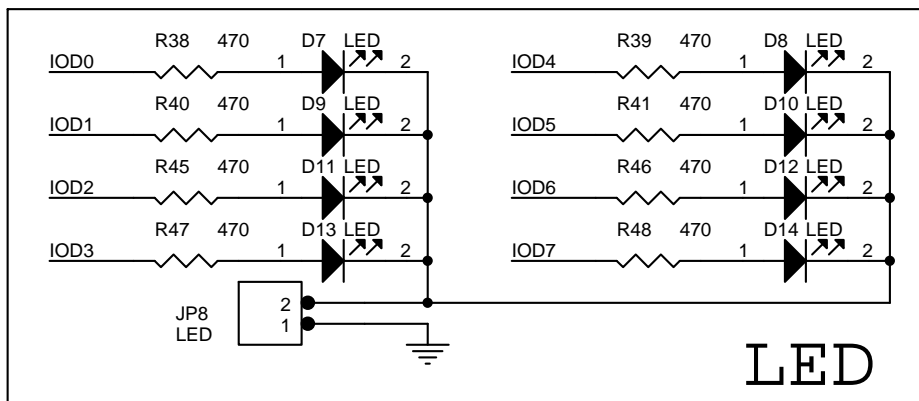 R38 470 D7 LED R39 470 D8 LED
IOD0 1 2 IOD4 1 2
R40 470 D9 LED R41 470 D10 LED
IOD1 1 2 IOD5 1 2
R45 470 D11 LED R46 470 D12 LED
IOD2 1 2 IOD6 1 2
R47 470 D13 LED R48 470 D14 LED
IOD3 1 2 IOD7 1 2
JP8 2
LED 1
LED